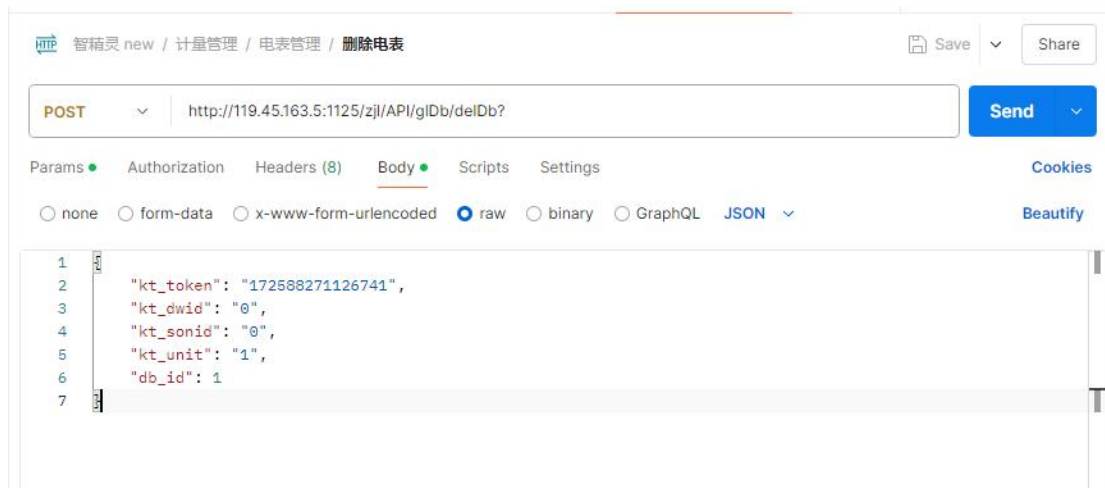 HTTP 智精灵 new / 计量管理 / 电表管理 / 删除电表 Save Share
POST http://119.45.163.5:1125/zjl/API/glDb/delDb? Send
Params Authorization Headers (8) Body Scripts Settings Cookies
none form-data x-www-form-urlencoded raw binary GraphQL JSON Beautify
1 {
2 "kt_token": "172588271126741",
3 "kt_dwid": "0",
4 "kt_sonid": "0",
5 "kt_unit": "1",
6 "db_id": 1
7 }